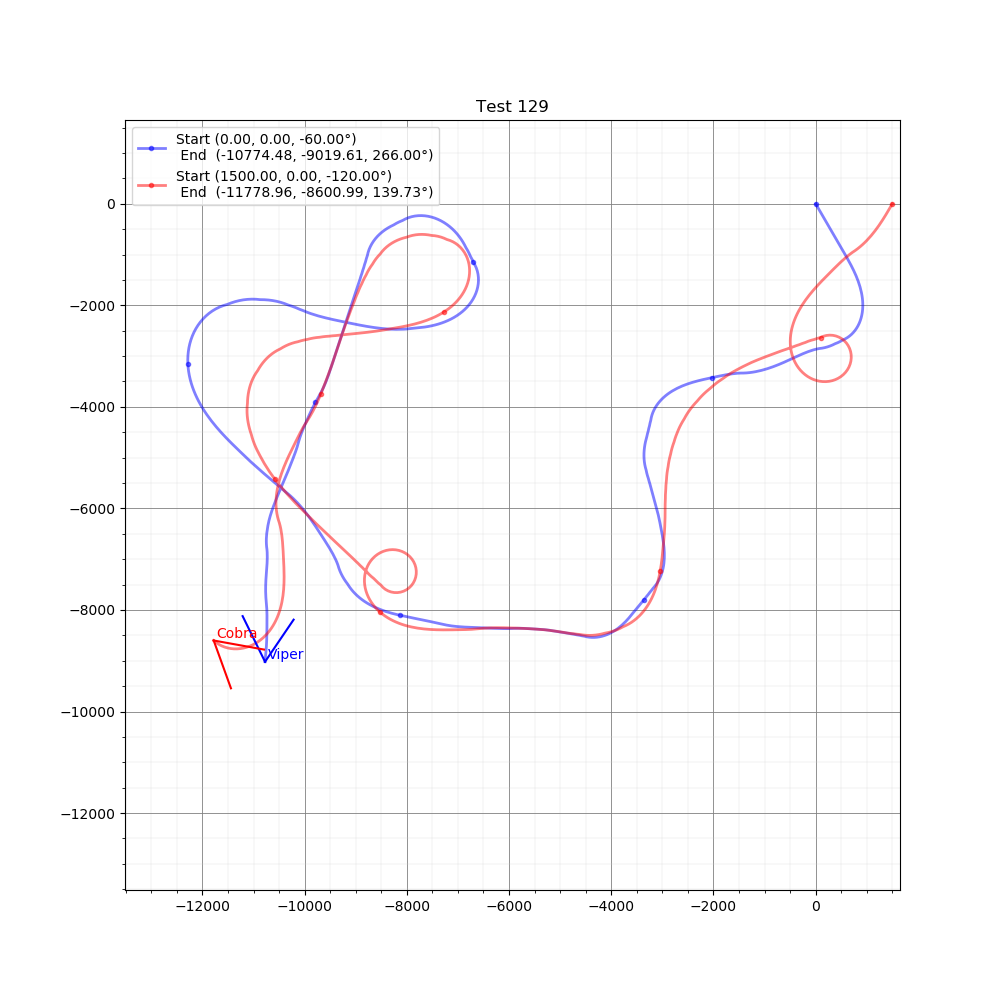 Test 129
Start (0.00, 0.00, -60.00°)
End (-10774.48, -9019.61, 266.00°)
Start (1500.00, 0.00, -120.00°)
End (-11778.96, -8600.99, 139.73°)
0
−2000
−4000
−6000
−8000
−10000
−12000
Cobra
Viper
−12000 −10000 −8000 −6000 −4000 −2000 0